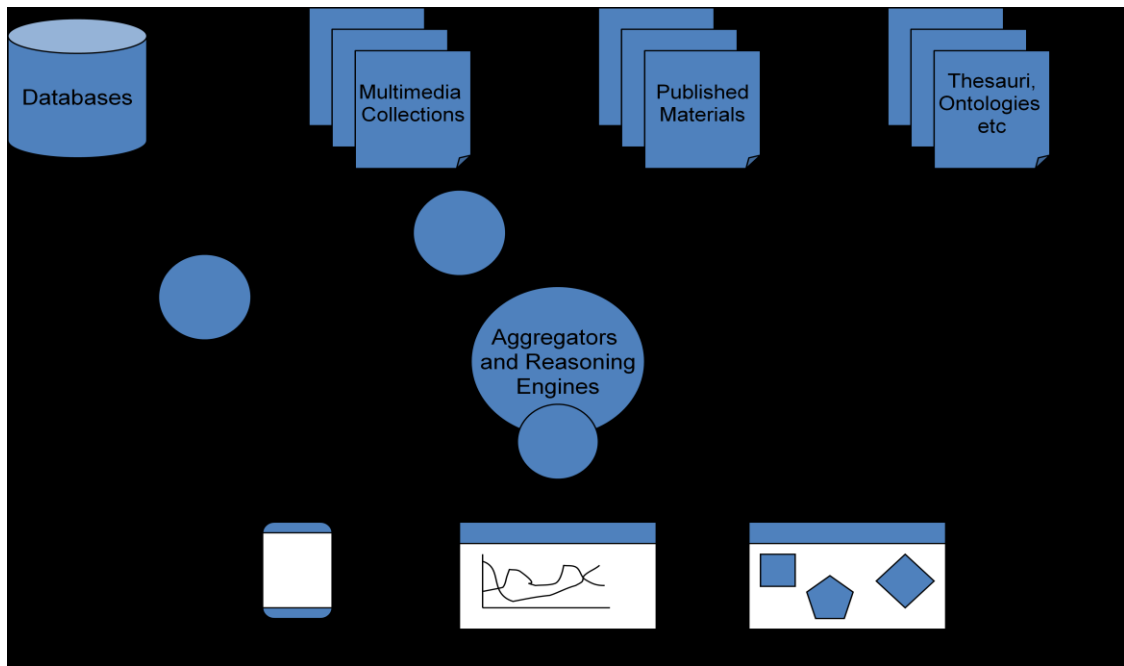 Databases
Multimedia
Collections
Published
Materials
Thesauri,
Ontologies
etc
Aggregators
and Reasoning
Engines